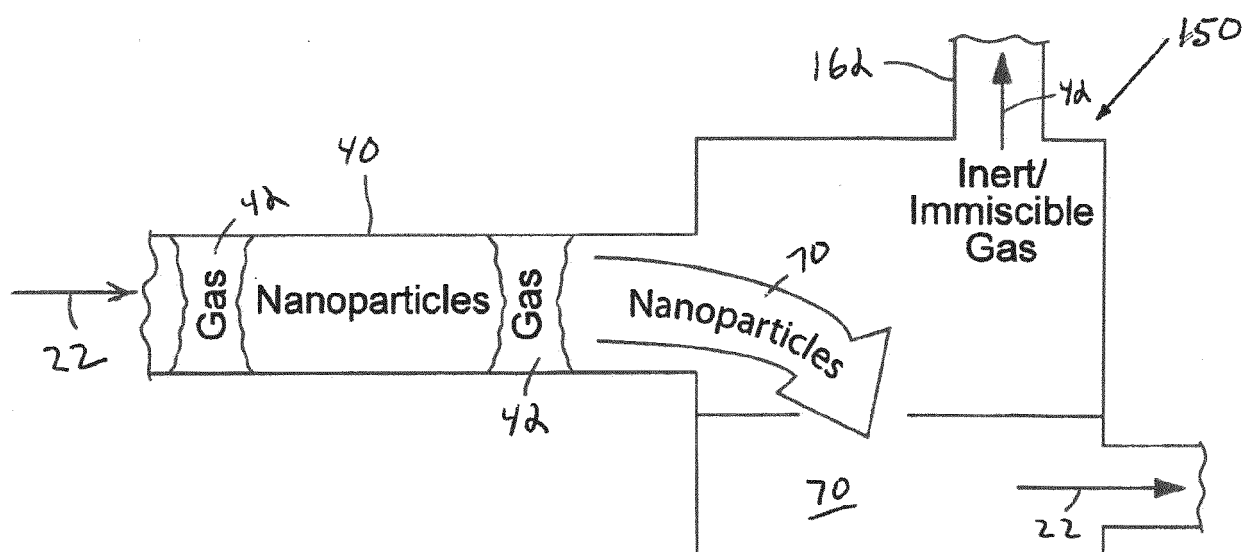 150
162
42
40
Inert/
Immiscible
Gas
42
70
Gas
Nanoparticles
Gas
Nanoparticles
22
42
70
22